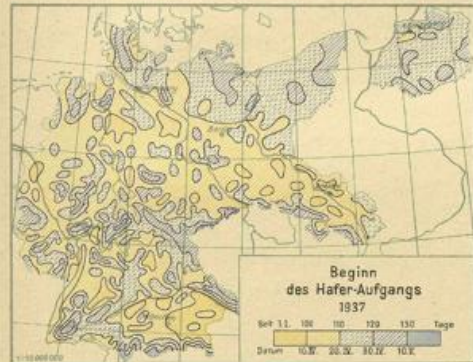 Beginn
des Hafer-Aufgangs
1937
Seit 1.I. 100 110 120 130 Tage
Datum 10.IV. 20.IV. 30.IV. 10.V.